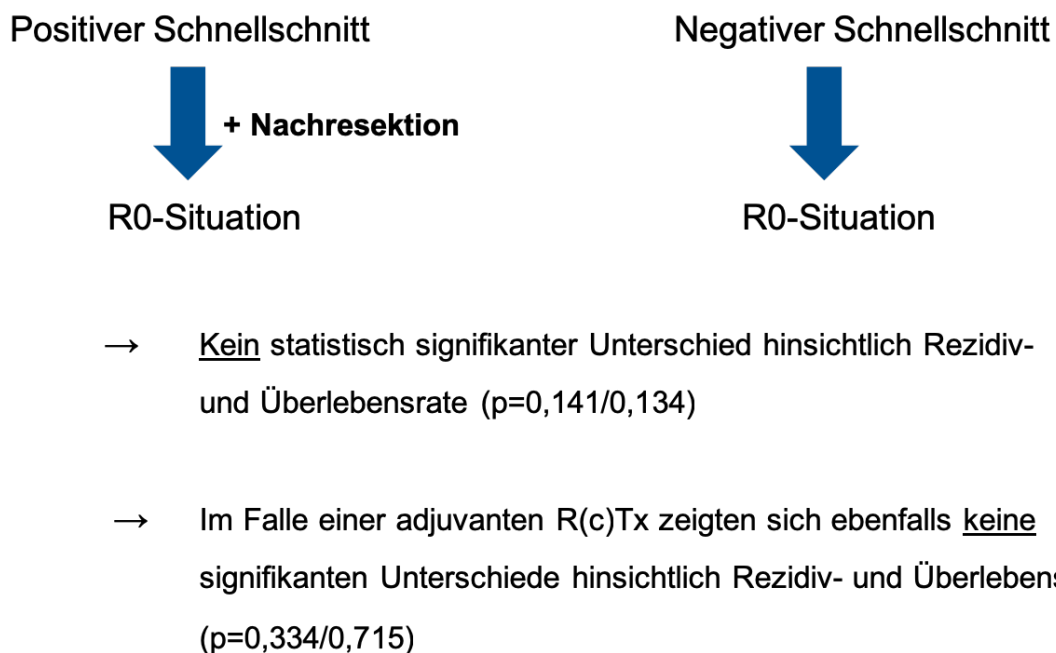 Positiver Schnellschnitt
Negativer Schnellschnitt
+ Nachresektion
R0-Situation
R0-Situation
→ Kein statistisch signifikanter Unterschied hinsichtlich Rezidiv-
und Überlebensrate (p=0,141/0,134)
→ Im Falle einer adjuvanten R(c)Tx zeigten sich ebenfalls keine
signifikanten Unterschiede hinsichtlich Rezidiv- und
(p=0,334/0,715)